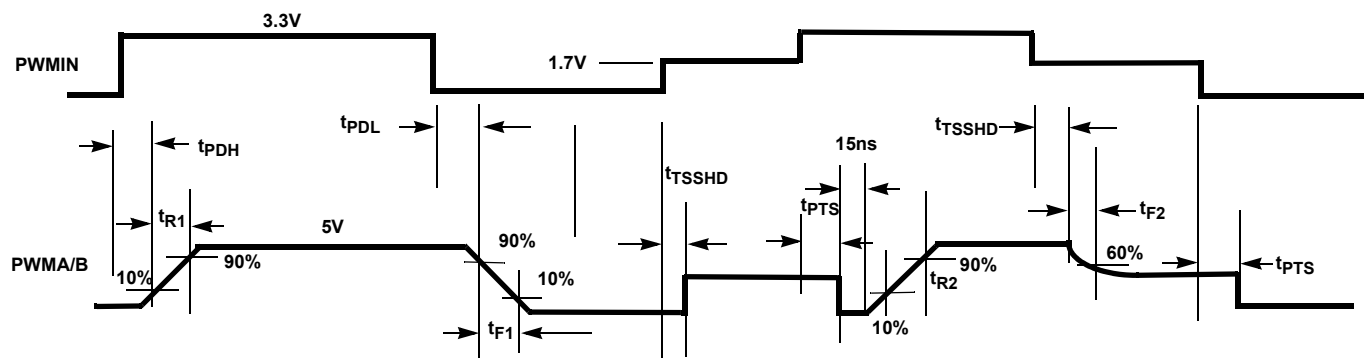 3.3V
PWMIN
1.7V
tPDL
tTSSHD
tPDH
15ns
tTSSHD
tR1
tPTS
tF2
5V
90%
60%
PWMA/B
10%
90%
10%
tR2
90%
tPTS
tF1
10%